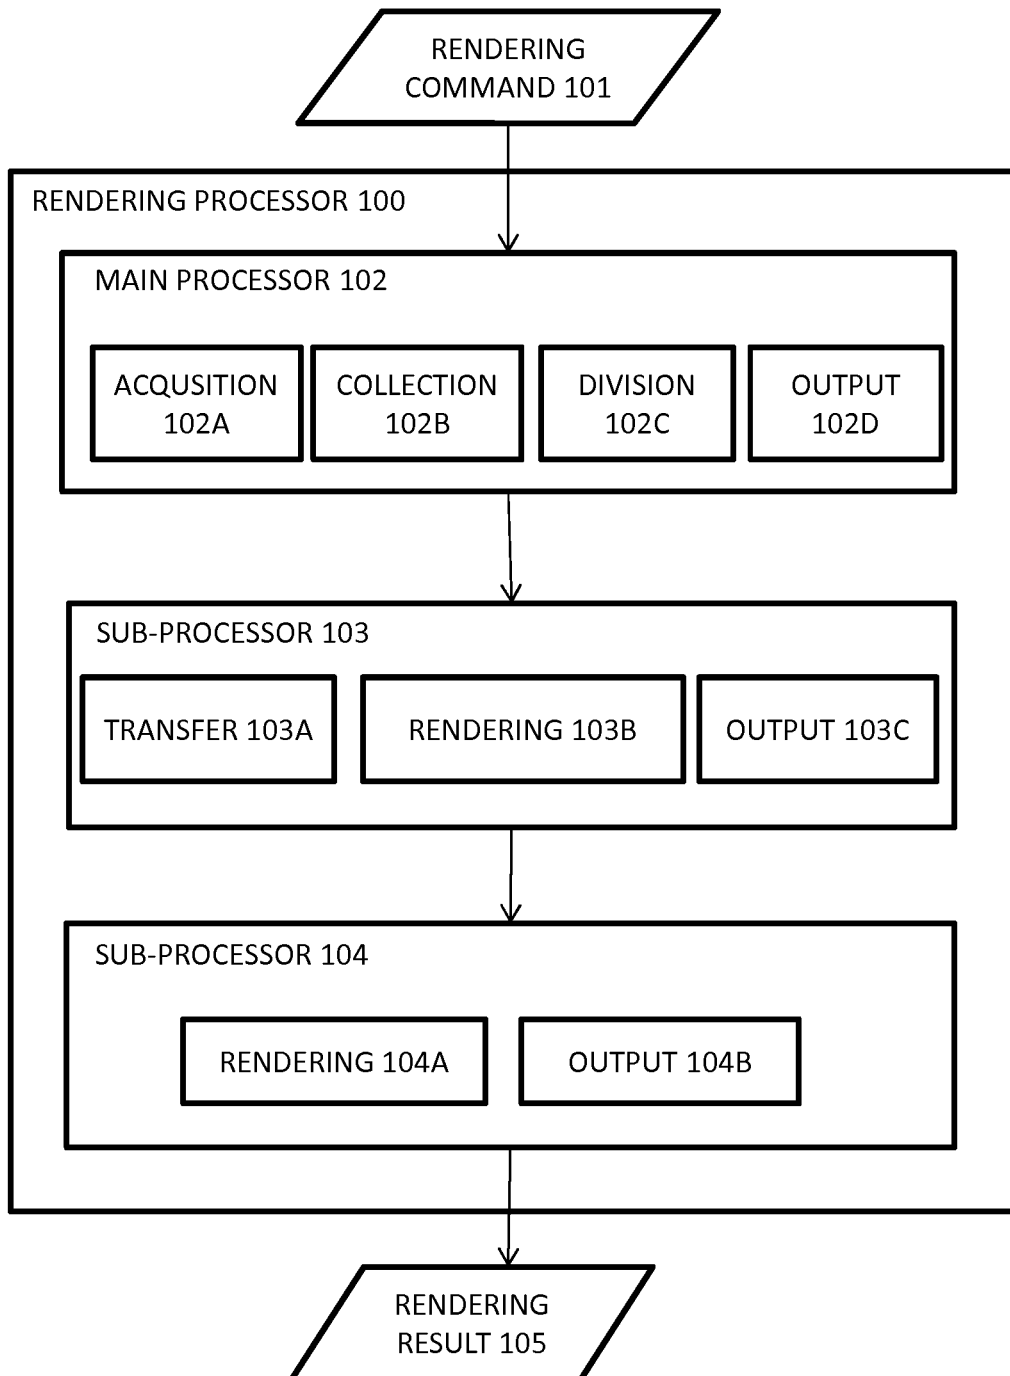 RENDERING
COMMAND 101
RENDERING PROCESSOR 100
MAIN PROCESSOR 102
ACQUSITION
102A
COLLECTION
102B
DIVISION
102C
OUTPUT
102D
SUB-PROCESSOR 103
TRANSFER 103A
RENDERING 103B
OUTPUT 103C
SUB-PROCESSOR 104
RENDERING 104A
OUTPUT 104B
RENDERING
RESULT 105